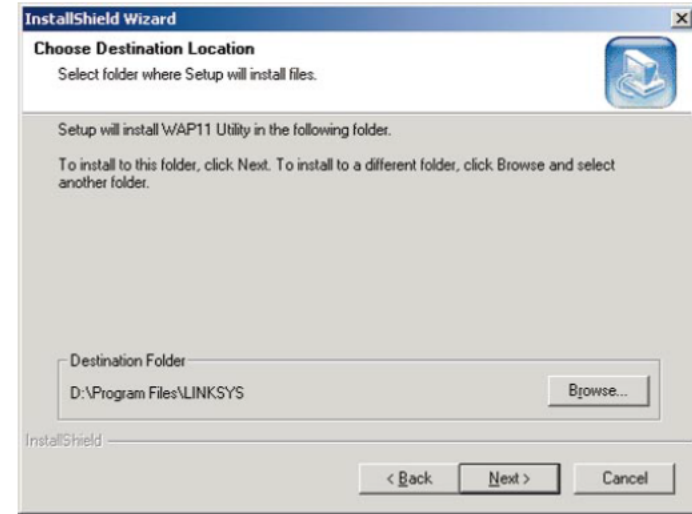 InstallShield Wizard
Choose Destination Location
Select folder where Setup will install files.
Setup will install WAP11 Utility in the following folder.
To install to this folder, click Next. To install to a different folder, click Browse and select
another folder.
Destination Folder
D:\Program Files\LINKSYS
Browse...
InstallShield
< Back
Next >
Cancel